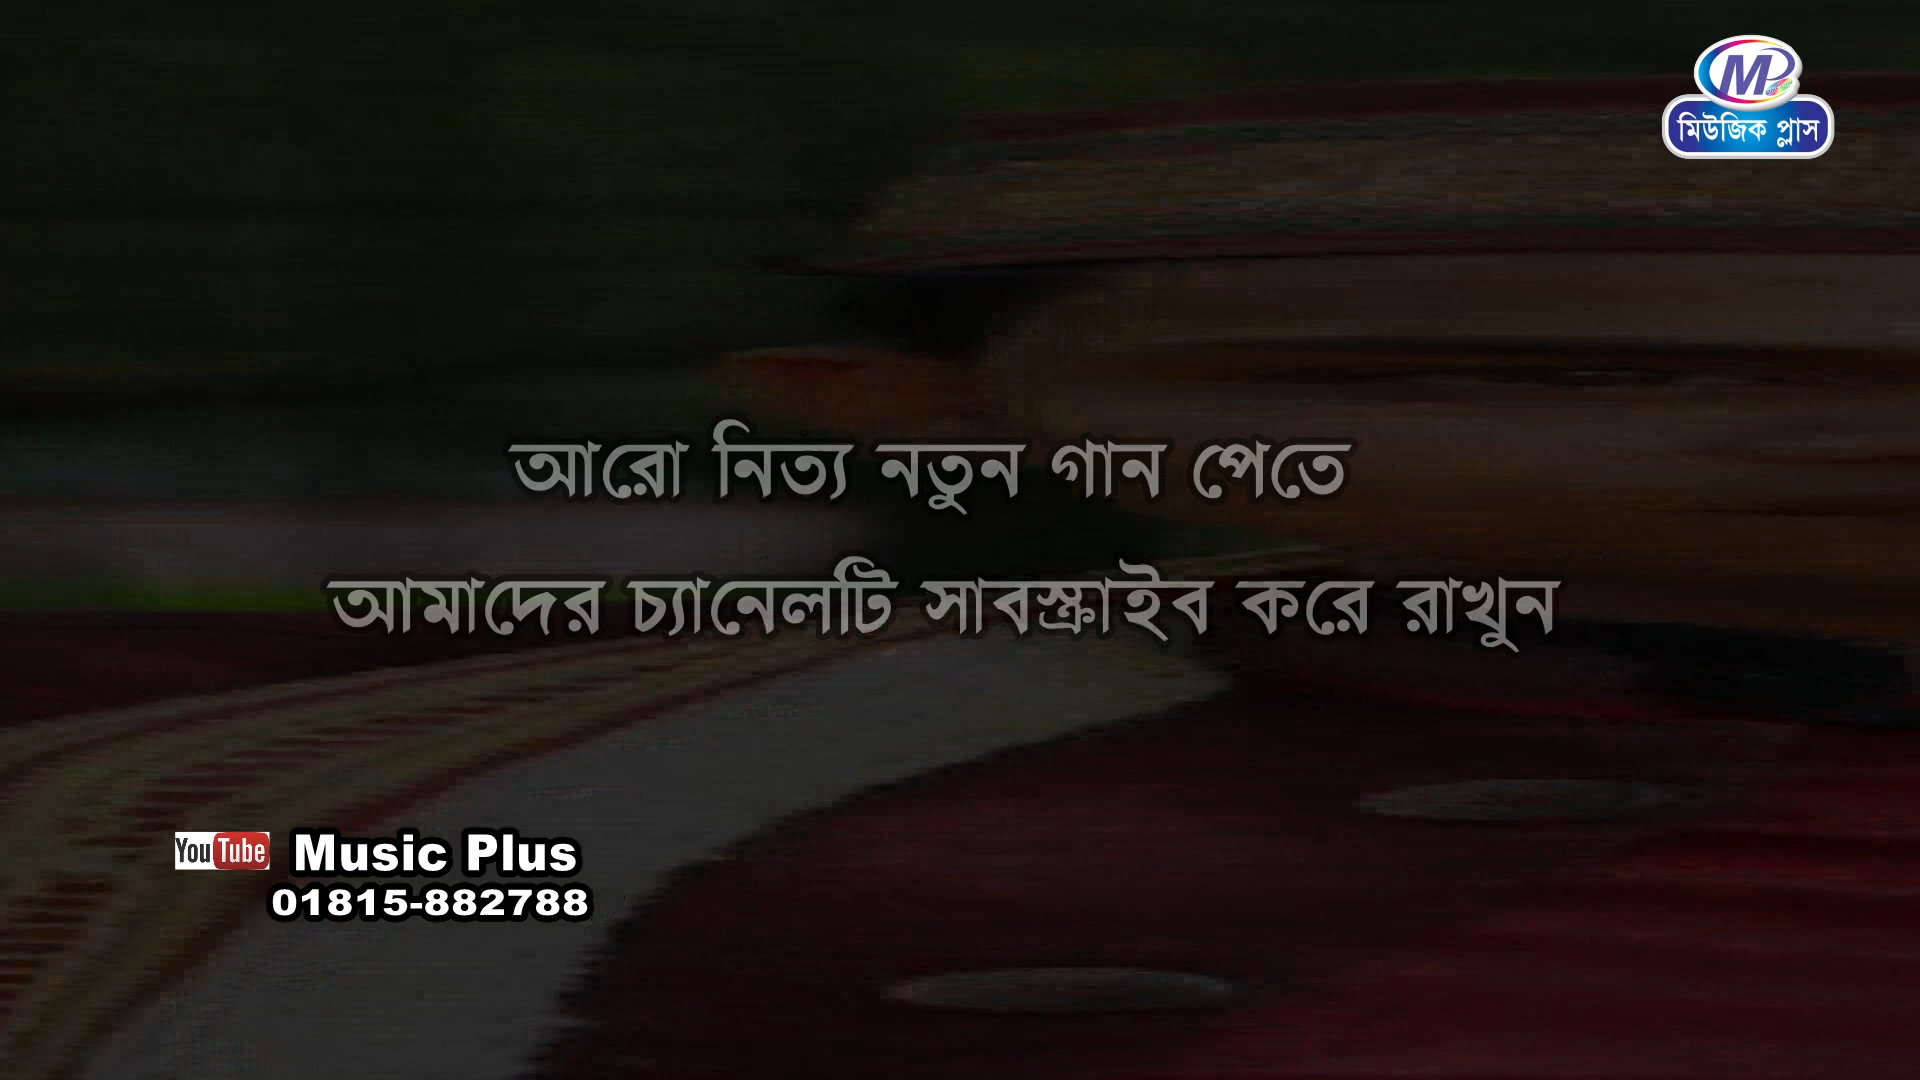 মিউজিক প্লাস
আরো নিত্য নতুন গান পেতে
আমাদের চ্যানেলটি সাবস্ক্রাইব করে রাখুন
YouTube Music Plus
01815-882788